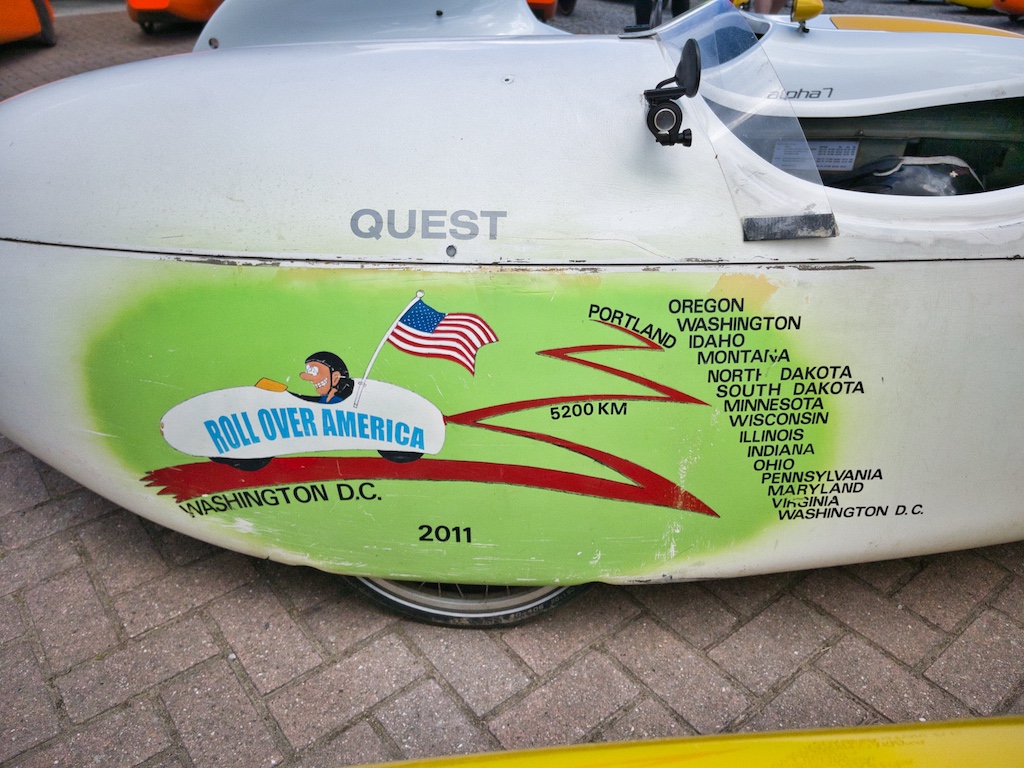 alpha7
QUEST
PORTLAND
OREGON
WASHINGTON
IDAHO
MONTANA
NORTH DAKOTA
SOUTH DAKOTA
MINNESOTA
WISCONSIN
ILLINOIS
INDIANA
OHIO
PENNSYLVANIA
MARYLAND
VIRGINIA
WASHINGTON D.C.
5200 KM
ROLL OVER AMERICA
WASHINGTON D.C.
2011